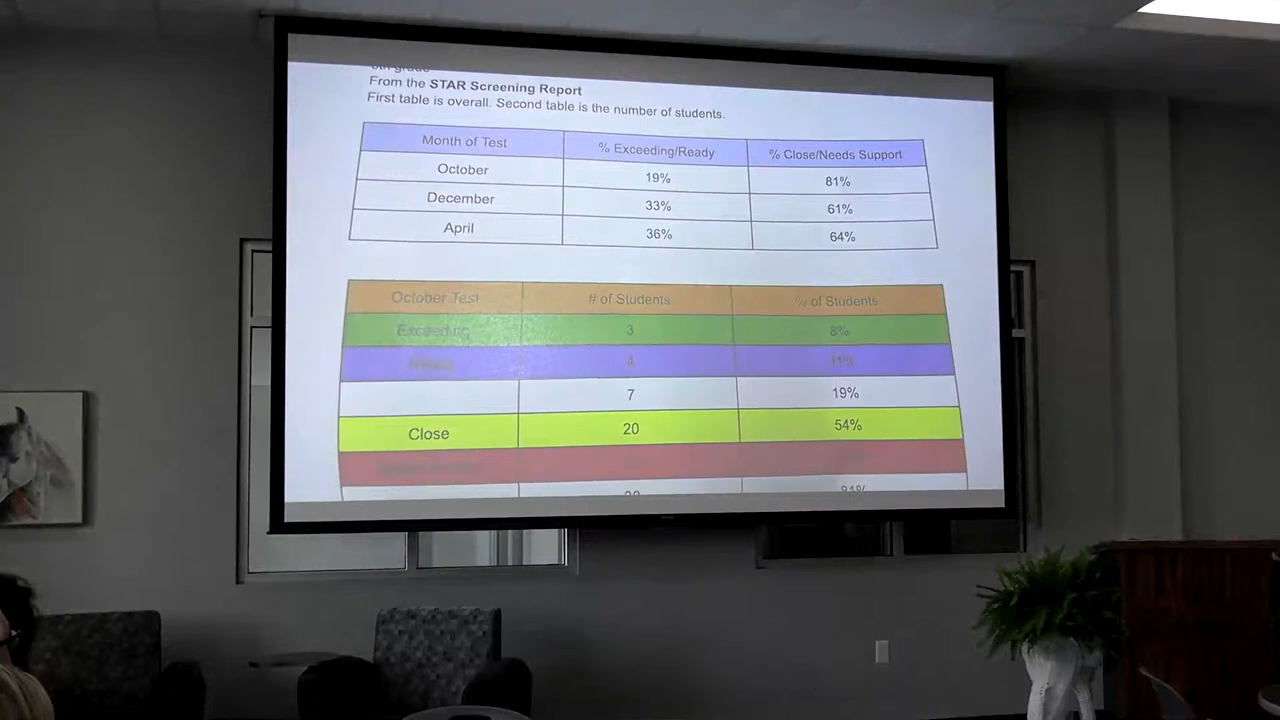 From the STAR Screening Report
First table is overall. Second table is the number of students.
Month of Test % Exceeding/Ready % Close/Needs Support
October 19% 81%
December 33% 61%
April 36% 64%
October Test # of Students % of Students
Exceeding 3 8%
4 11%
7 19%
Close 20 54%